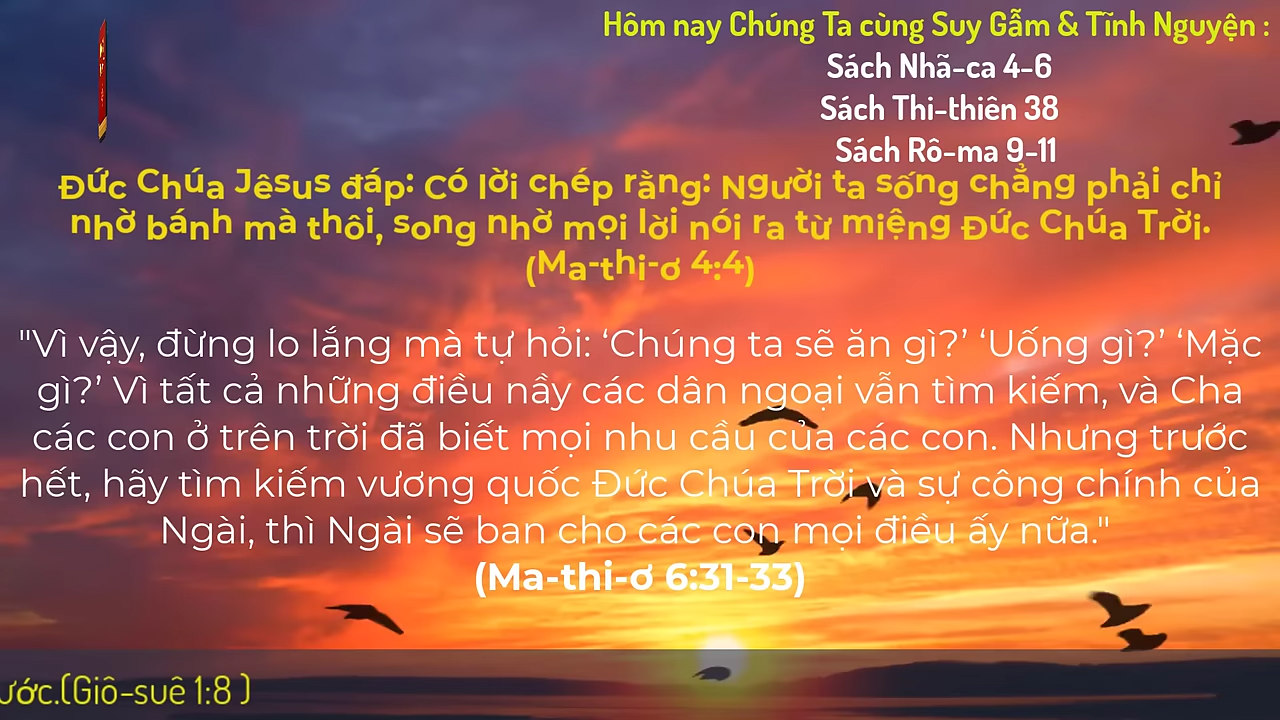 Hôm nay Chúng Ta cùng Suy Gẫm & Tĩnh Nguyện :
Sách Nhã-ca 4-6
Sách Thi-thiên 38
Sách Rô-ma 9-11
Đức Chúa Jêsus đáp: Có lời chép rằng: Người ta sống chẳng phải chỉ
nhờ bánh mà thôi, song nhờ mọi lời nói ra từ miệng Đức Chúa Trời.
(Ma-thi-ơ 4:4)
"Vì vậy, đừng lo lắng mà tự hỏi: ‘Chúng ta sẽ ăn gì?’ ‘Uống gì?’ ‘Mặc
gì?’ Vì tất cả những điều nầy các dân ngoại vẫn tìm kiếm, và Cha
các con ở trên trời đã biết mọi nhu cầu của các con. Nhưng trước
hết, hãy tìm kiếm vương quốc Đức Chúa Trời và sự công chính của
Ngài, thì Ngài sẽ ban cho các con mọi điều ấy nữa."
(Ma-thi-ơ 6:31-33)
ước.(Giô-suê 1:8 )